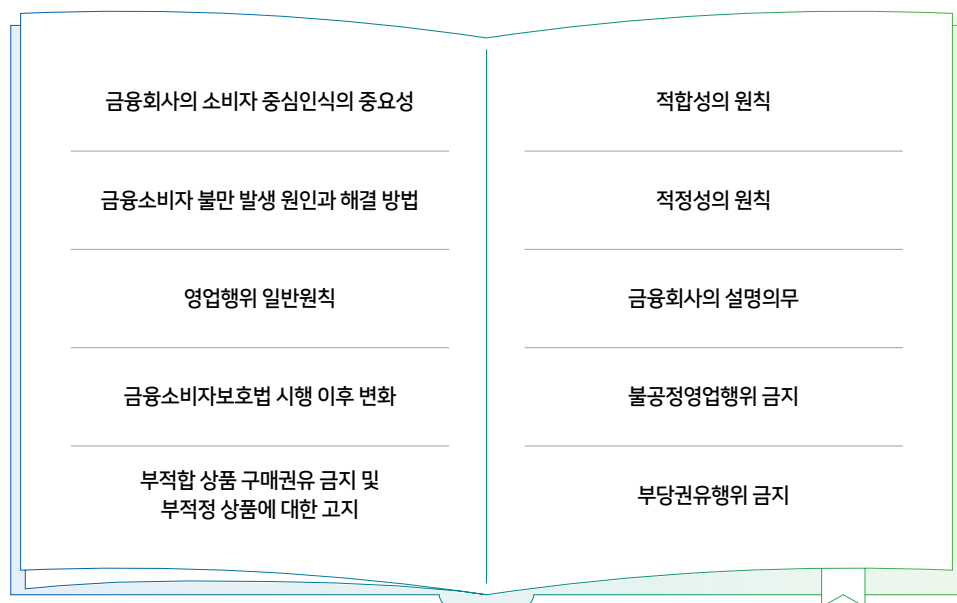 금융회사의 소비자 중심인식의 중요성
금융소비자 불만 발생 원인과 해결 방법
영업행위 일반원칙
금융소비자보호법 시행 이후 변화
부적합 상품 구매권유 금지 및
부적정 상품에 대한 고지
적합성의 원칙
적정성의 원칙
금융회사의 설명의무
불공정영업행위 금지
부당권유행위 금지